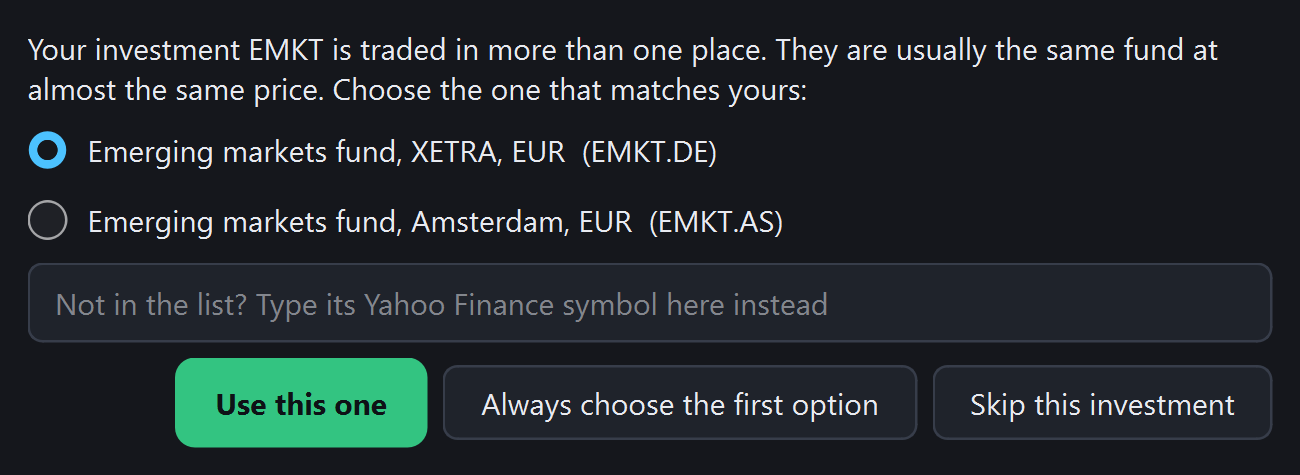 Your investment EMKT is traded in more than one place. They are usually the same fund at
almost the same price. Choose the one that matches yours:
Emerging markets fund, XETRA, EUR (EMKT.DE)
Emerging markets fund, Amsterdam, EUR (EMKT.AS)
Not in the list? Type its Yahoo Finance symbol here instead
Use this one
Always choose the first option
Skip this investment